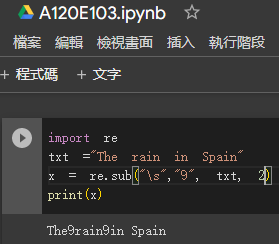 A120E103.ipynb
檔案 編輯 檢視畫面 插入 執行階段
+ 程式碼 + 文字
import re
txt ="The rain in Spain"
x = re.sub("\s","9", txt, 2)
print(x)
The9rain9in Spain